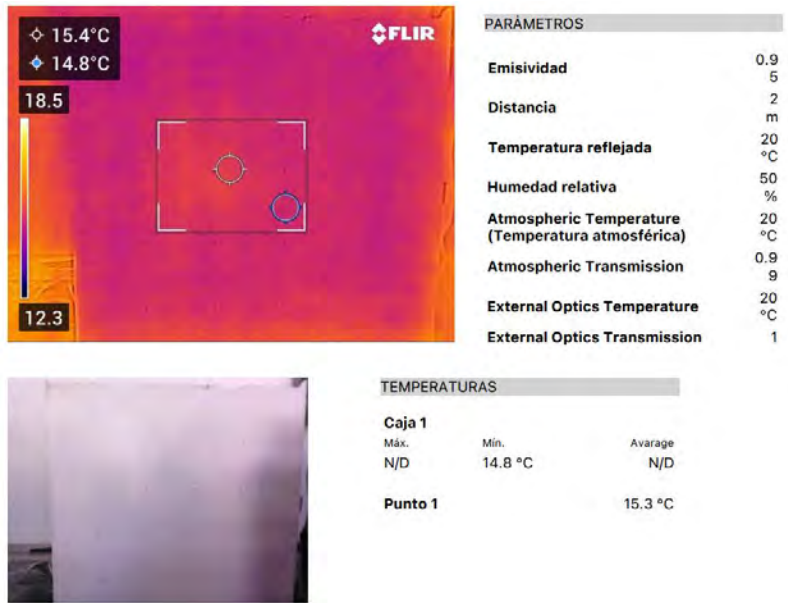 15.4°C
14.8°C
FLIR
18.5
12.3
PARÁMETROS
Emisividad 0.9
5
Distancia 2
m
Temperatura reflejada 20
°C
Humedad relativa 50
%
Atmospheric Temperature 20
(Temperatura atmosférica) °C
Atmospheric Transmission 0.9
9
External Optics Temperature 20
°C
External Optics Transmission 1
TEMPERATURAS
Caja 1
Máx. Mín. Avarage
N/D 14.8 °C N/D
Punto 1 15.3 °C